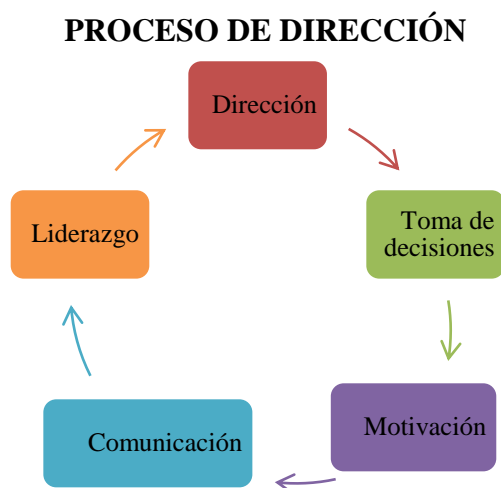 PROCESO DE DIRECCIÓN
Dirección
Toma de
decisiones
Motivación
Comunicación
Liderazgo